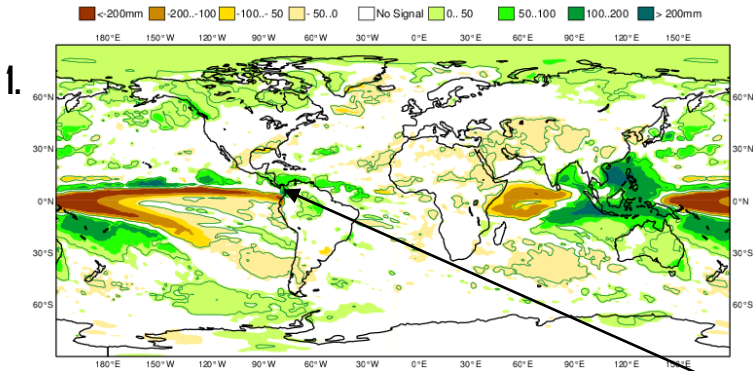 <-200mm -200..-100 -100..- 50 - 50..0 No Signal 0.. 50 50..100 100..200 > 200mm
180°E 150°W 120°W 90°W 60°W 30°W 0°E 30°E 60°E 90°E 120°E 150°E
1.
60°N 60°N
30°N 30°N
0°N 0°N
30°S 30°S
60°S 60°S
180°E 150°W 120°W 90°W 60°W 30°W 0°E 30°E 60°E 90°E 120°E 150°E